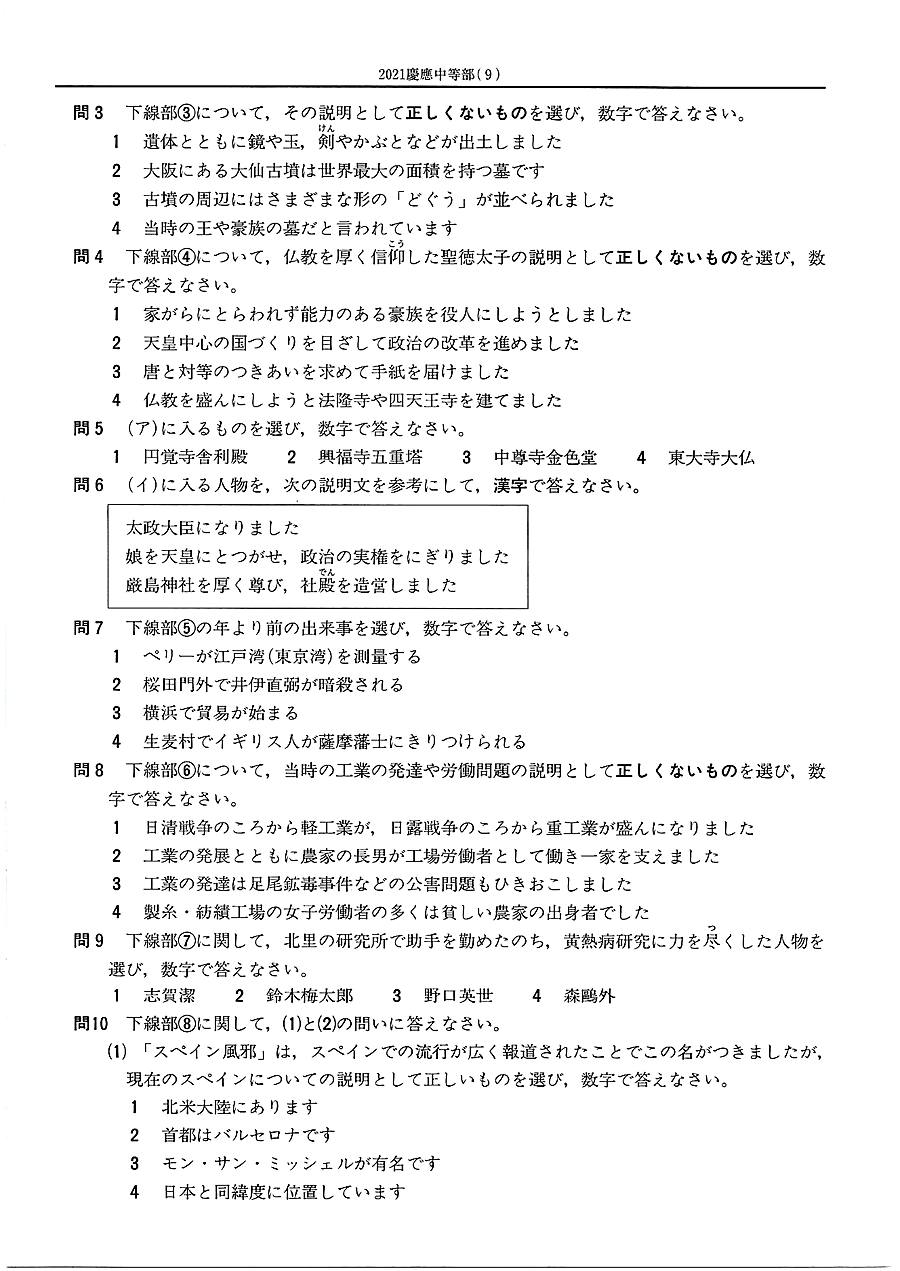 2021慶應中等部(9)
問3 下線部③について，その説明として正しくないものを選び，数字で答えなさい。
1 遺体とともに鏡や玉，剣やかぶとなどが出土しました
2 大阪にある大仙古墳は世界最大の面積を持つ墓です
3 古墳の周辺にはさまざまな形の「どぐう」が並べられました
4 当時の王や豪族の墓だと言われています
問4 下線部④について，仏教を厚く信仰した聖徳太子の説明として正しくないものを選び，数
字で答えなさい。
1 家がらにとらわれず能力のある豪族を役人にしようとしました
2 天皇中心の国づくりを目ざして政治の改革を進めました
3 唐と対等のつきあいを求めて手紙を届けました
4 仏教を盛んにしようと法隆寺や四天王寺を建てました
問5 (ア)に入るものを選び，数字で答えなさい。
1 円覚寺舎利殿 2 興福寺五重塔 3 中尊寺金色堂 4 東大寺大仏
問6 (イ)に入る人物を，次の説明文を参考にして，漢字で答えなさい。
太政大臣になりました
娘を天皇にとつがせ，政治の実権をにぎりました
厳島神社を厚く尊び，社殿を造営しました
問7 下線部⑤の年より前の出来事を選び，数字で答えなさい。
1 ペリーが江戸湾(東京湾)を測量する
2 桜田門外で井伊直弼が暗殺される
3 横浜で貿易が始まる
4 生麦村でイギリス人が薩摩藩士にきりつけられる
問8 下線部⑥について，当時の工業の発達や労働問題の説明として正しくないものを選び，数
字で答えなさい。
1 日清戦争のころから軽工業が，日露戦争のころから重工業が盛んになりました
2 工業の発展とともに農家の長男が工場労働者として働き一家を支えました
3 工業の発達は足尾鉱毒事件などの公害問題もひきおこしました
4 製糸・紡績工場の女子労働者の多くは貧しい農家の出身者でした
問9 下線部⑦に関して，北里の研究所で助手を勤めたのち，黄熱病研究に力を尽くした人物を
選び，数字で答えなさい。
1 志賀潔 2 鈴木梅太郎 3 野口英世 4 森鷗外
問10 下線部⑧に関して，(1)と(2)の問いに答えなさい。
(1) 「スペイン風邪」は，スペインでの流行が広く報道されたことでこの名がつきましたが，
現在のスペインについての説明として正しいものを選び，数字で答えなさい。
1 北米大陸にあります
2 首都はバルセロナです
3 モン・サン・ミッシェルが有名です
4 日本と同緯度に位置しています